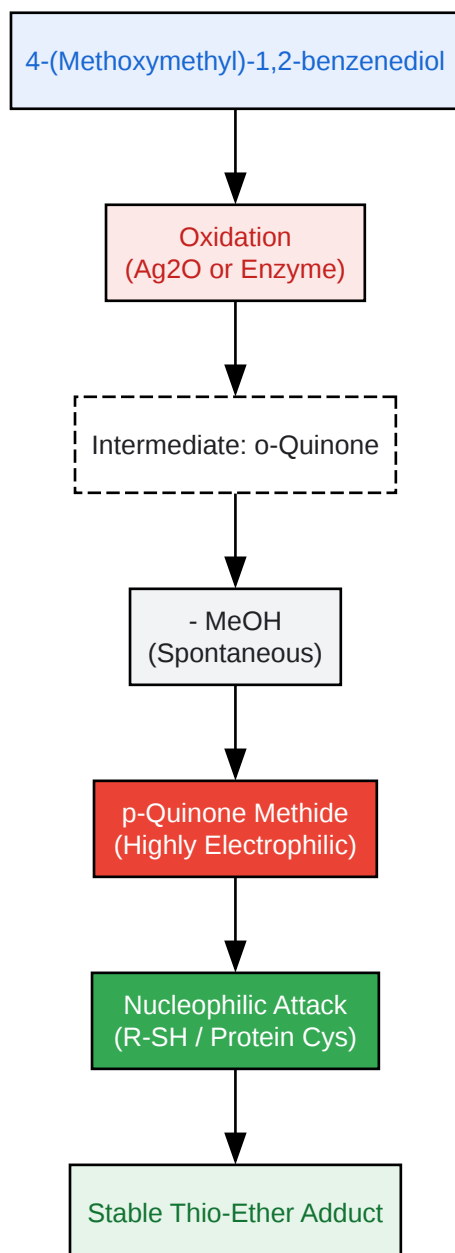 4-(Methoxymethyl)-1,2-benzenediol
Oxidation
(Ag2O or Enzyme)
Intermediate: o-Quinone
- MeOH
(Spontaneous)
p-Quinone Methide
(Highly Electrophilic)
Nucleophilic Attack
(R-SH / Protein Cys)
Stable Thio-Ether Adduct